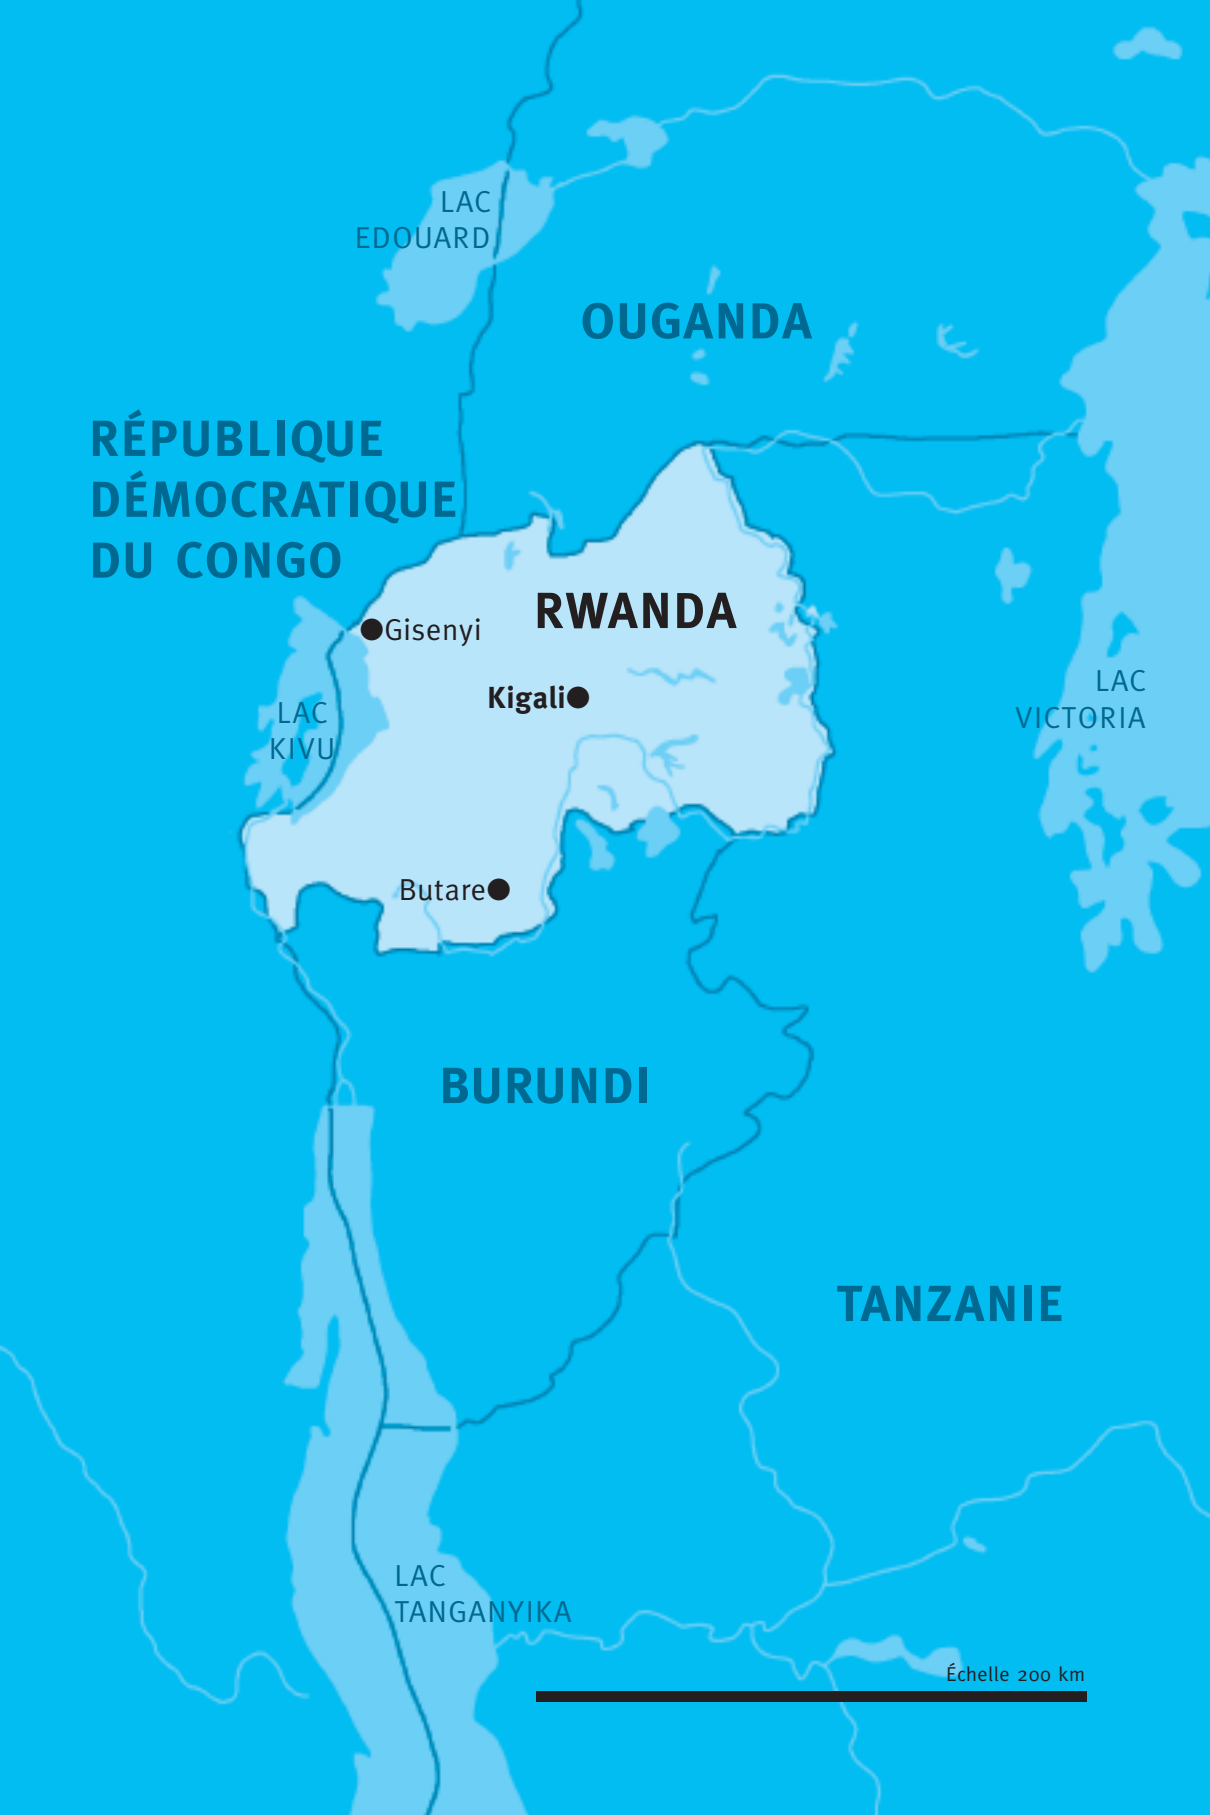 LAC
EDOUARD
OUGANDA
RÉPUBLIQUE
DÉMOCRATIQUE
DU CONGO
RWANDA
Gisenyi
Kigali
LAC
VICTORIA
LAC
KIVU
Butare
BURUNDI
TANZANIE
LAC
TANGANYIKA
Échelle 200 km